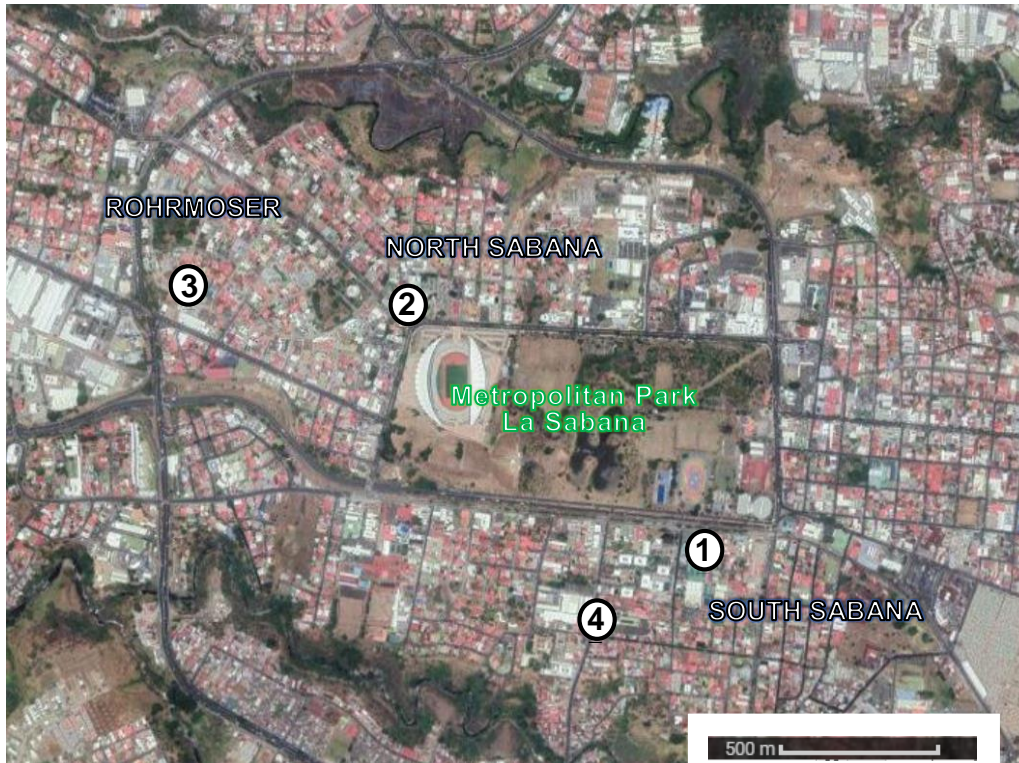 ROHRMOSER
NORTH SABANA
3
2
Metropolitan Park
La Sabana
1
SOUTH SABANA
4
500 m